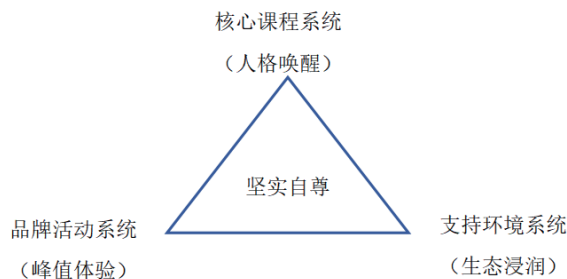 核心课程系统
（人格唤醒）
坚实自尊
品牌活动系统
（峰值体验）
支持环境系统
（生态浸润）